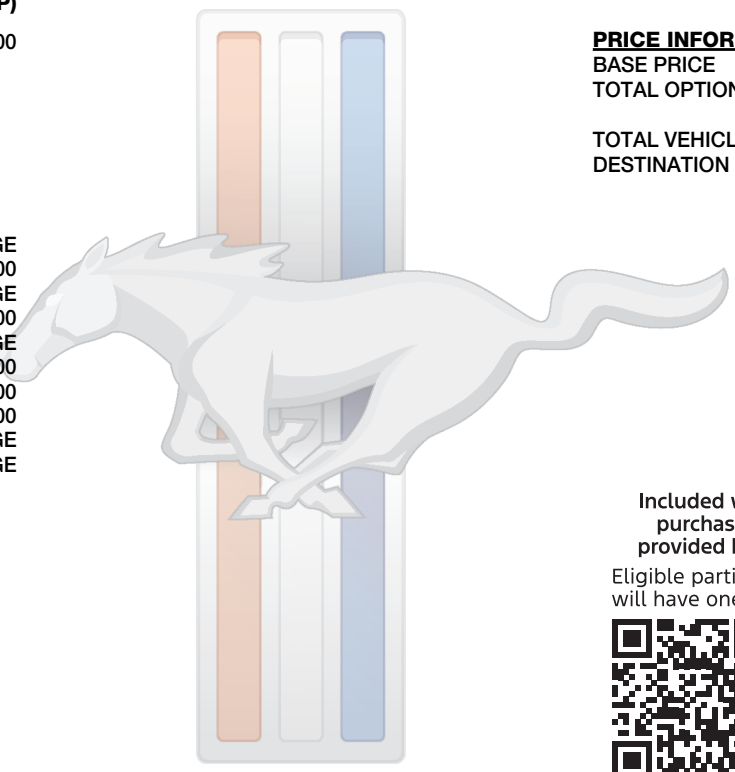 P)
00
GE
00
GE
00
GE
00
00
00
GE
GE
PRICE INFOR
BASE PRICE
TOTAL OPTION
TOTAL VEHICL
DESTINATION
Included w
purchas
provided b
Eligible parti
will have one